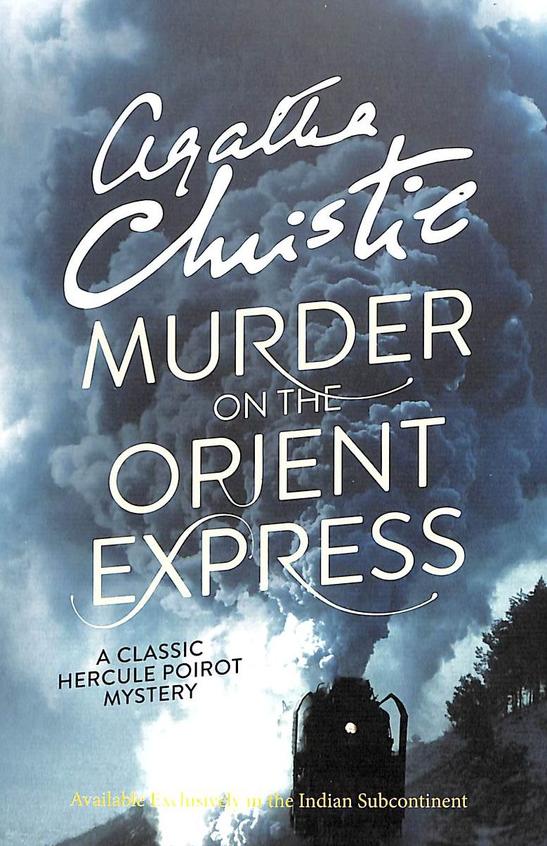 Agatha
Christie
MURDER
ON THE
ORIENT
EXPRESS
A CLASSIC
HERCULE POIROT
MYSTERY
Available Exclusively in the Indian Subcontinent